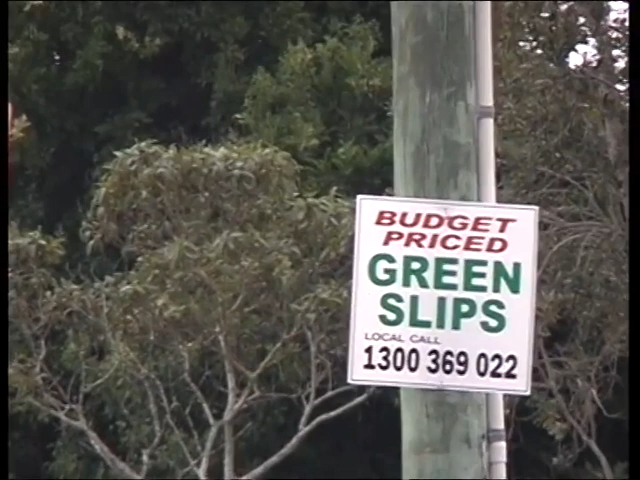 BUDGET
PRICED
GREEN
SLIPS
LOCAL CALL
1300 369 022